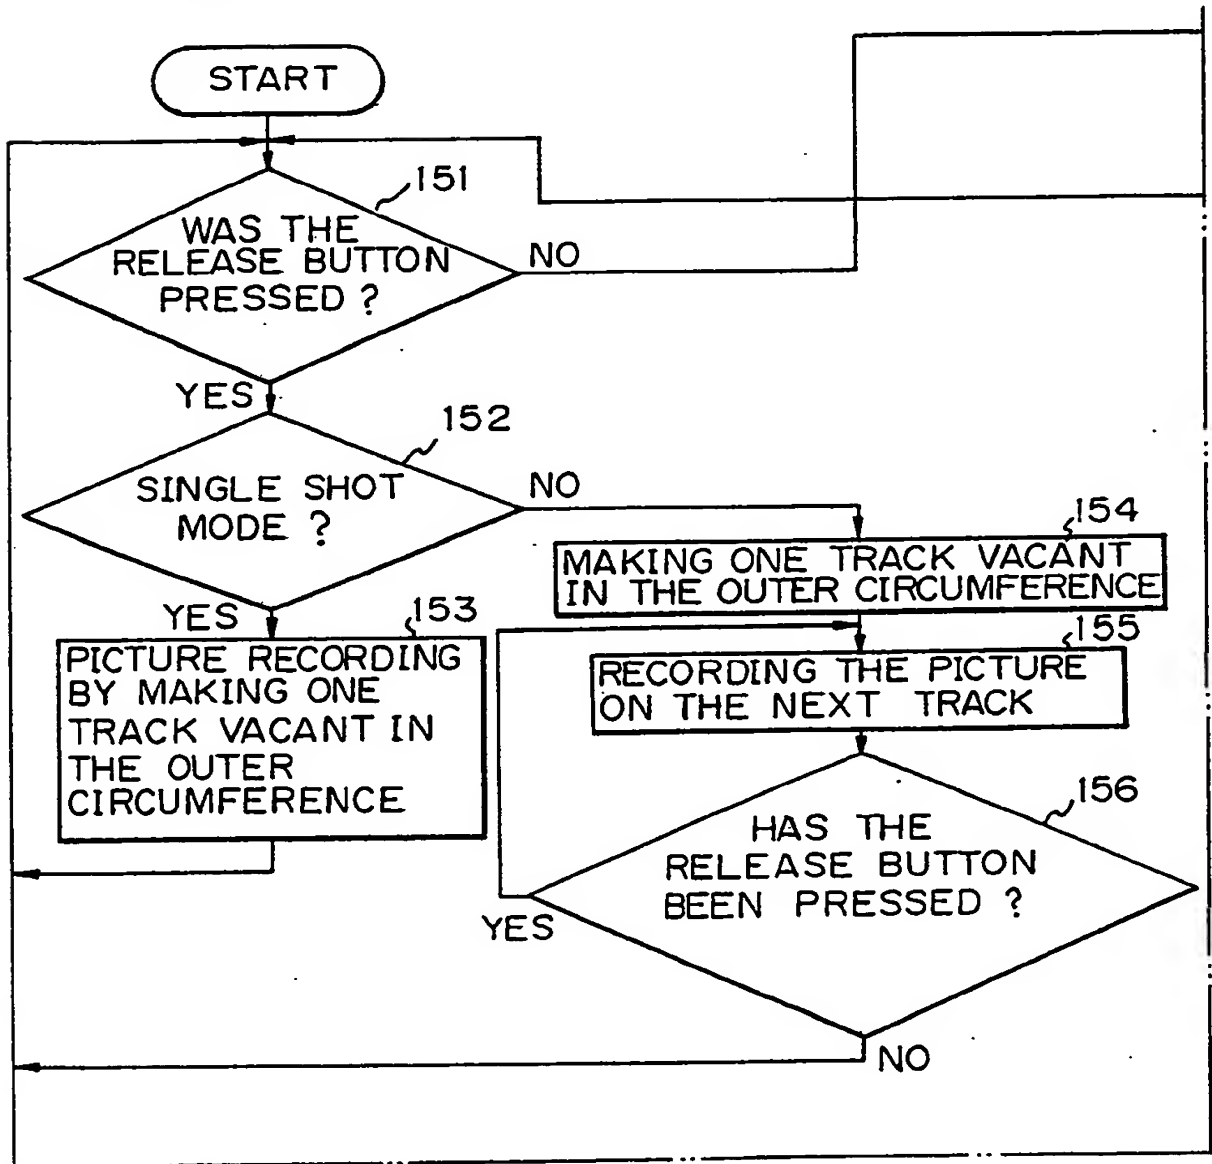 START
151
WAS THE
RELEASE BUTTON
PRESSED ?
NO
YES
152
SINGLE SHOT
MODE ?
NO
YES
153
PICTURE RECORDING
BY MAKING ONE
TRACK VACANT IN
THE OUTER
CIRCUMFERENCE
154
MAKING ONE TRACK VACANT
IN THE OUTER CIRCUMFERENCE
155
RECORDING THE PICTURE
ON THE NEXT TRACK
156
HAS THE
RELEASE BUTTON
BEEN PRESSED ?
YES
NO